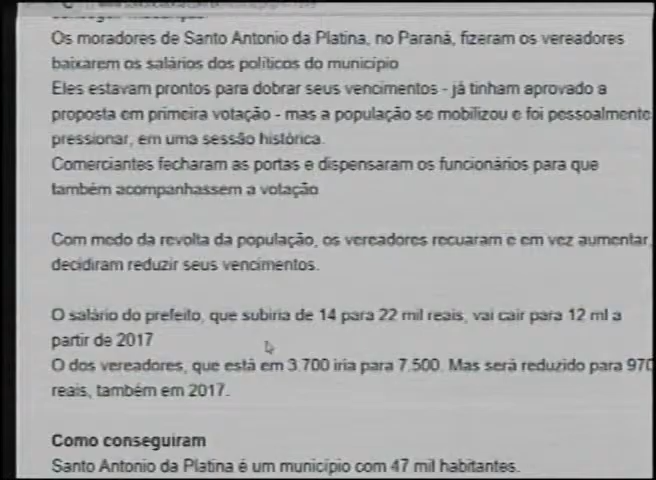 Os moradores de Santo Antonio da Platina, no Paraná, fizeram os vereadores
baixarem os salários dos políticos do município
Eles estavam prontos para dobrar seus vencimentos - já tinham aprovado a
proposta em primeira votação - mas a população se mobilizou e foi pessoalmente
pressionar, em uma sessão histórica.
Comerciantes fecharam as portas e dispensaram os funcionários para que
também acompanhassem a votação
Com medo da revolta da população, os vereadores recuaram e em vez aumentar,
decidiram reduzir seus vencimentos.
O salário do prefeito, que subiria de 14 para 22 mil reais, vai cair para 12 ml a
partir de 2017
O dos vereadores, que está em 3.700 iria para 7.500. Mas será reduzido para 970
reais, também em 2017.
Como conseguiram
Santo Antonio da Platina é um município com 47 mil habitantes.